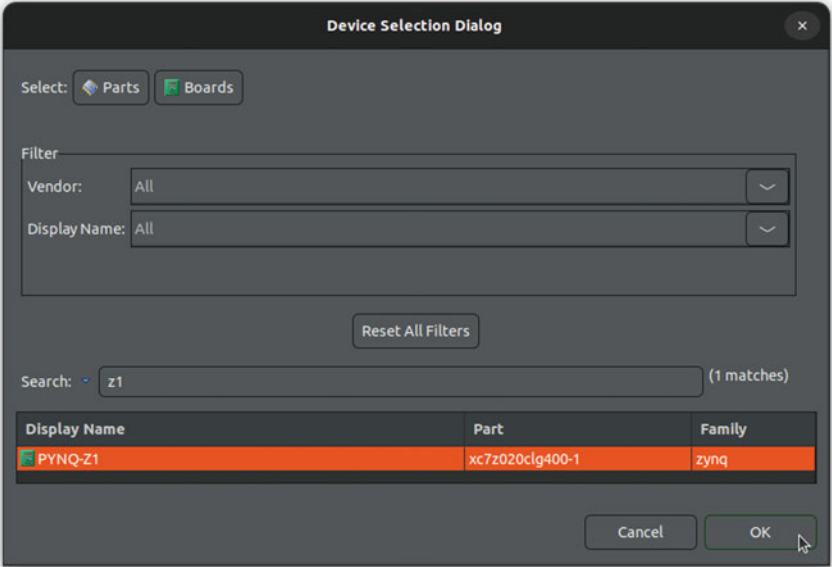 Device Selection Dialog
Select: Parts Boards
Filter
Vendor: All
Display Name: All
Reset All Filters
Search: z1 (1 matches)
Display Name Part Family
PYNQ-Z1 xc7z020clg400-1 zynq
Cancel OK